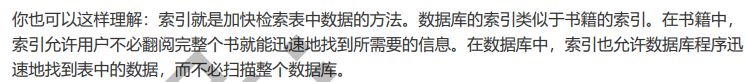 你也可以这样理解：索引就是加快检索表中数据的方法。数据库的索引类似于书籍的索引。在书籍中，
索引允许用户不必翻阅完整个书就能迅速地找到所需要的信息。在数据库中，索引也允许数据库程序迅
速地找到表中的数据，而不必扫描整个数据库。